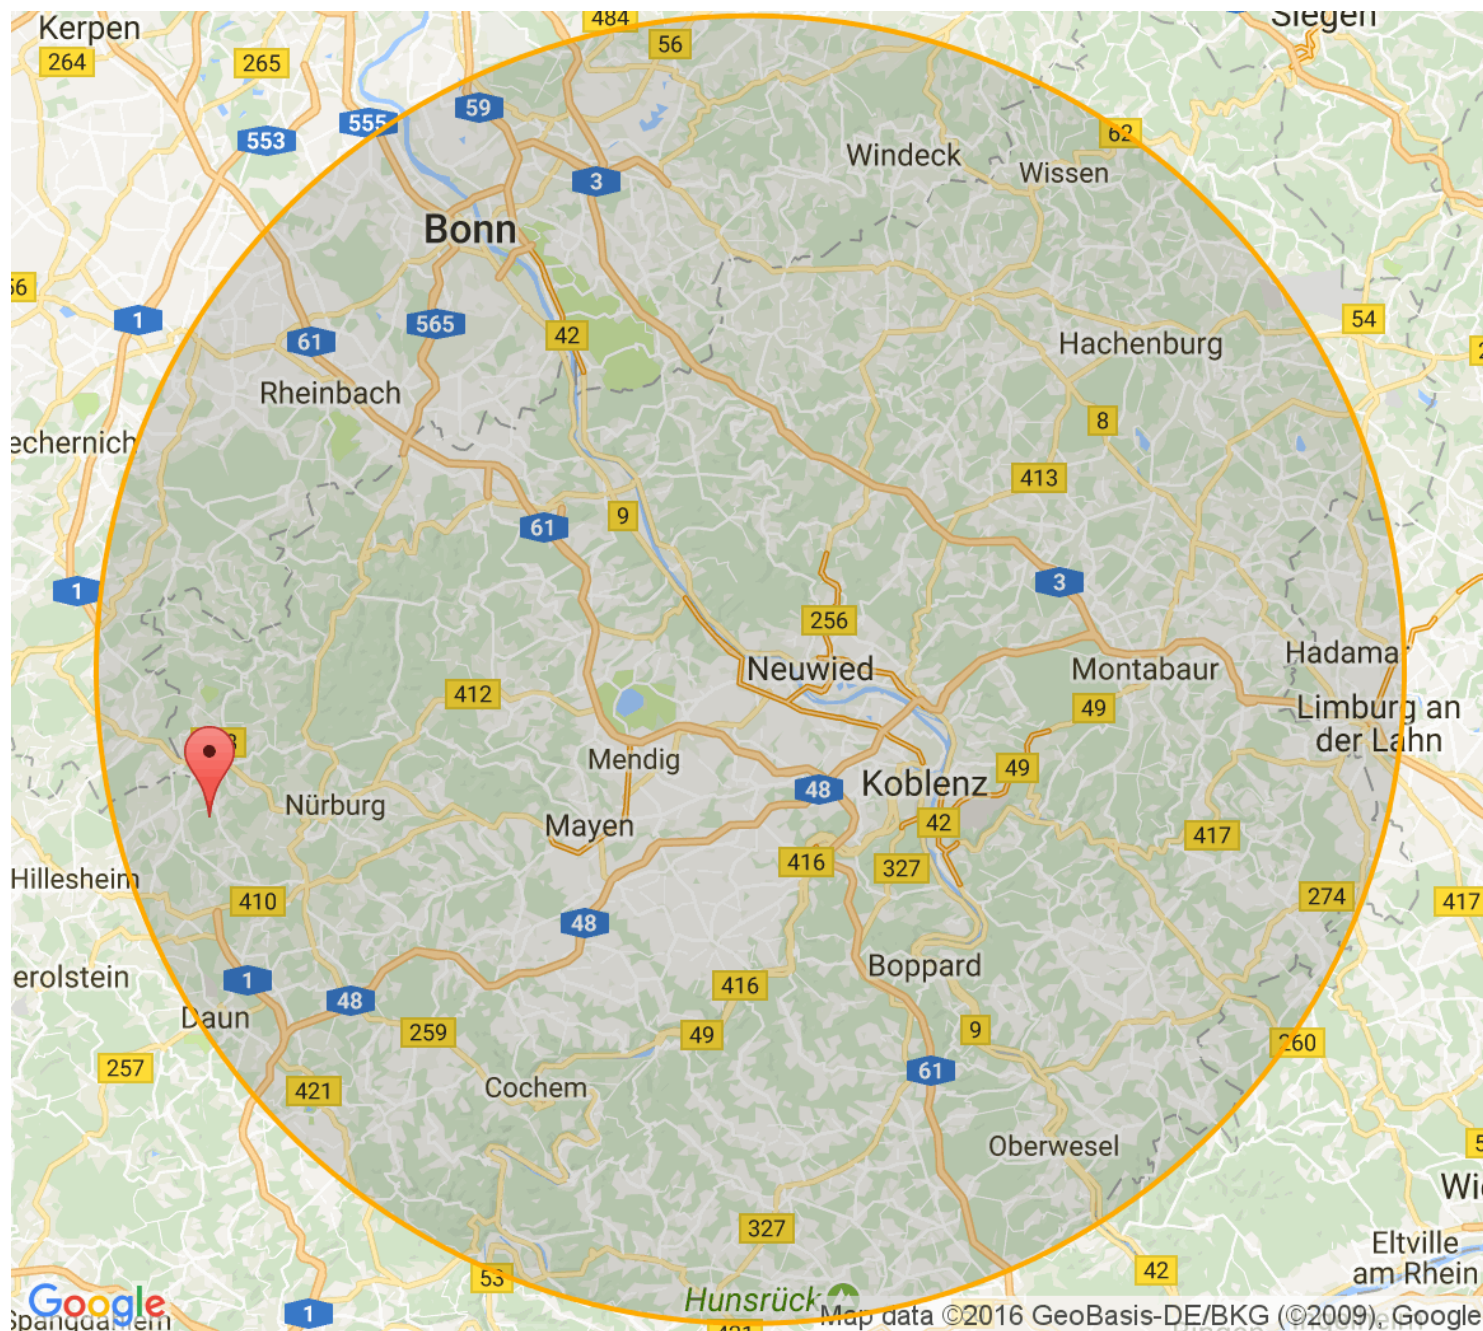 484
Siegen
Kerpen
56
264
265
59
555
62
553
Windeck
3
Wissen
Bonn
56
1
54
565
42
61
Hachenburg
Rheinbach
8
echernich
413
9
61
3
1
256
Hadamar
Neuwied
Montabaur
412
49
Limburg an
der Lahn
Mendig
49
Koblenz
48
Nürburg
42
Mayen
417
416
327
Hillesheim
274
410
417
48
Boppard
erolstein
1
416
48
Daun
9
259
49
260
257
61
421
Cochem
Oberwesel
327
Eltville
am Rhein
42
53
Hunsrück
Google
1
Map data ©2016 GeoBasis-DE/BKG (©2009), Google